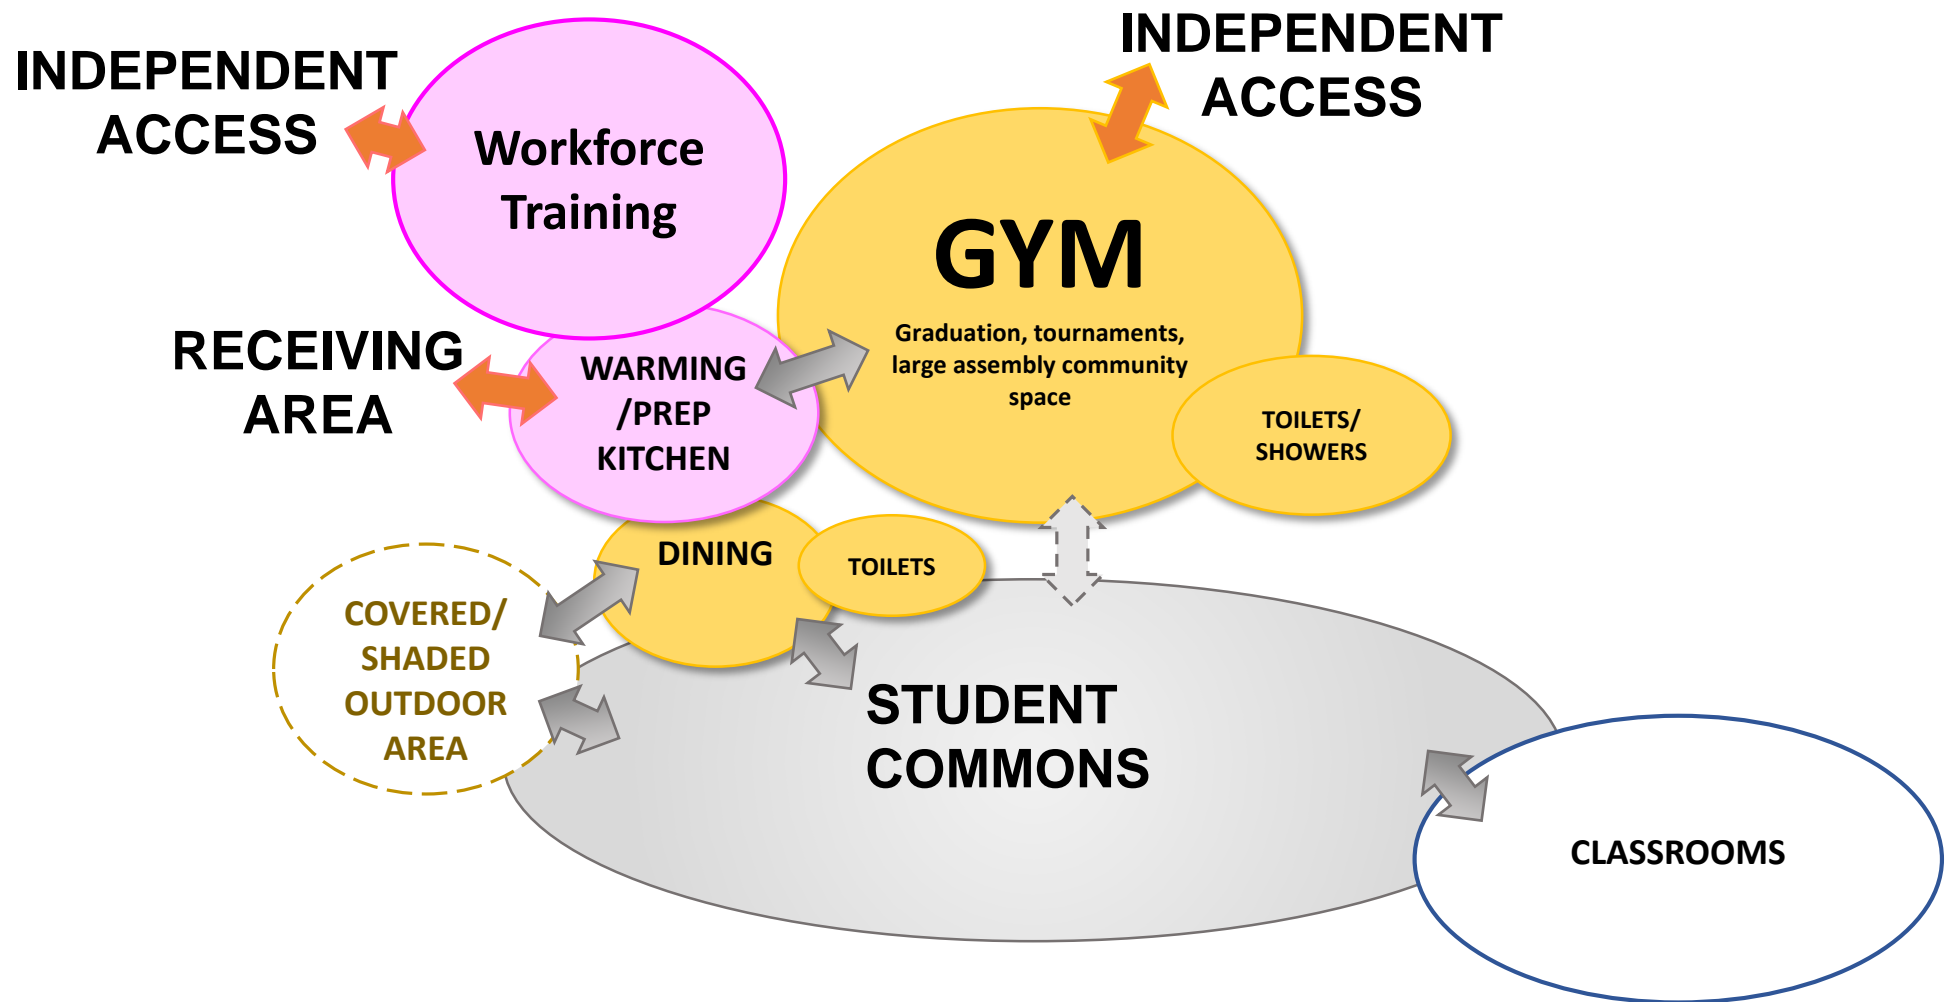 INDEPENDENT
ACCESS
INDEPENDENT
ACCESS
Workforce
Training
GYM
Graduation, tournaments,
large assembly community
space
RECEIVING
AREA
WARMING
/PREP
KITCHEN
TOILETS/
SHOWERS
DINING
TOILETS
COVERED/
SHADED
OUTDOOR
AREA
STUDENT
COMMONS
CLASSROOMS